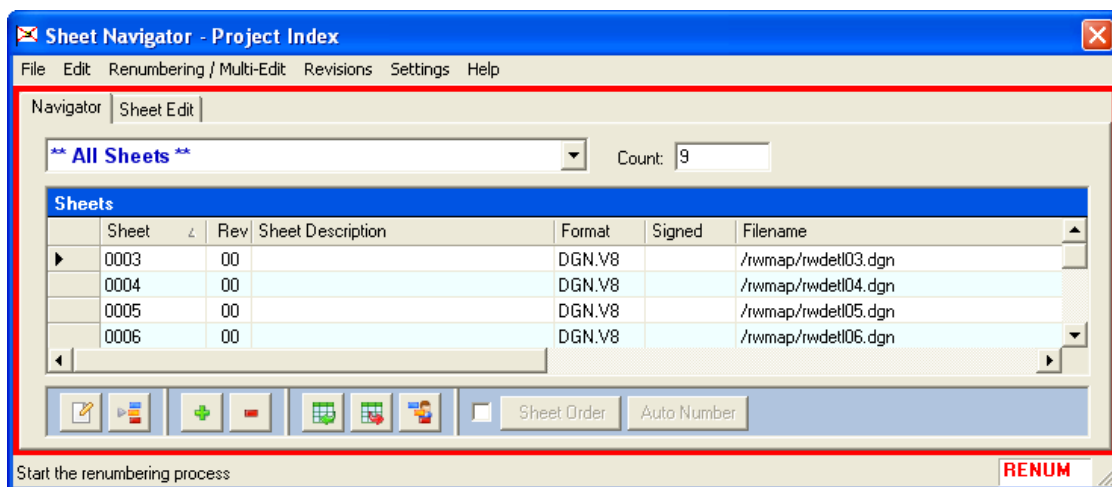 Sheet Navigator - Project Index
File Edit Renumbering / Multi-Edit Revisions Settings Help
Navigator Sheet Edit
** All Sheets ** Count: 9
Sheets
Sheet Rev Sheet Description Format Signed Filename
0003 00 DGN.V8 /rwmap/rwdetl03.dgn
0004 00 DGN.V8 /rwmap/rwdetl04.dgn
0005 00 DGN.V8 /rwmap/rwdetl05.dgn
0006 00 DGN.V8 /rwmap/rwdetl06.dgn
Sheet Order Auto Number
Start the renumbering process RENUM